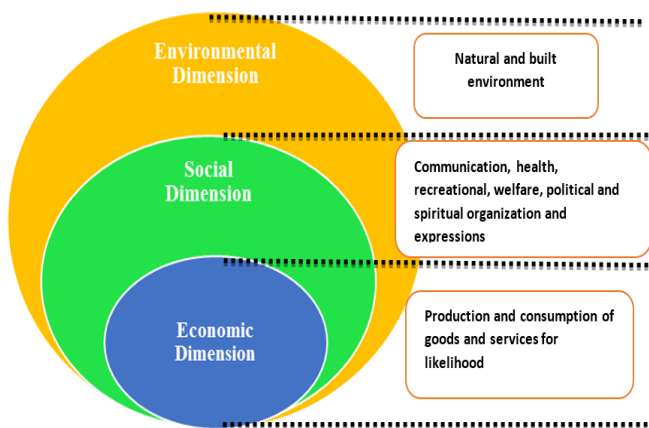 Environmental
Dimension
Natural and built
environment
Social
Dimension
Communication, health,
recreational, welfare, political and
spiritual organization and
expressions
Economic
Dimension
Production and consumption of
goods and services for
likelihood